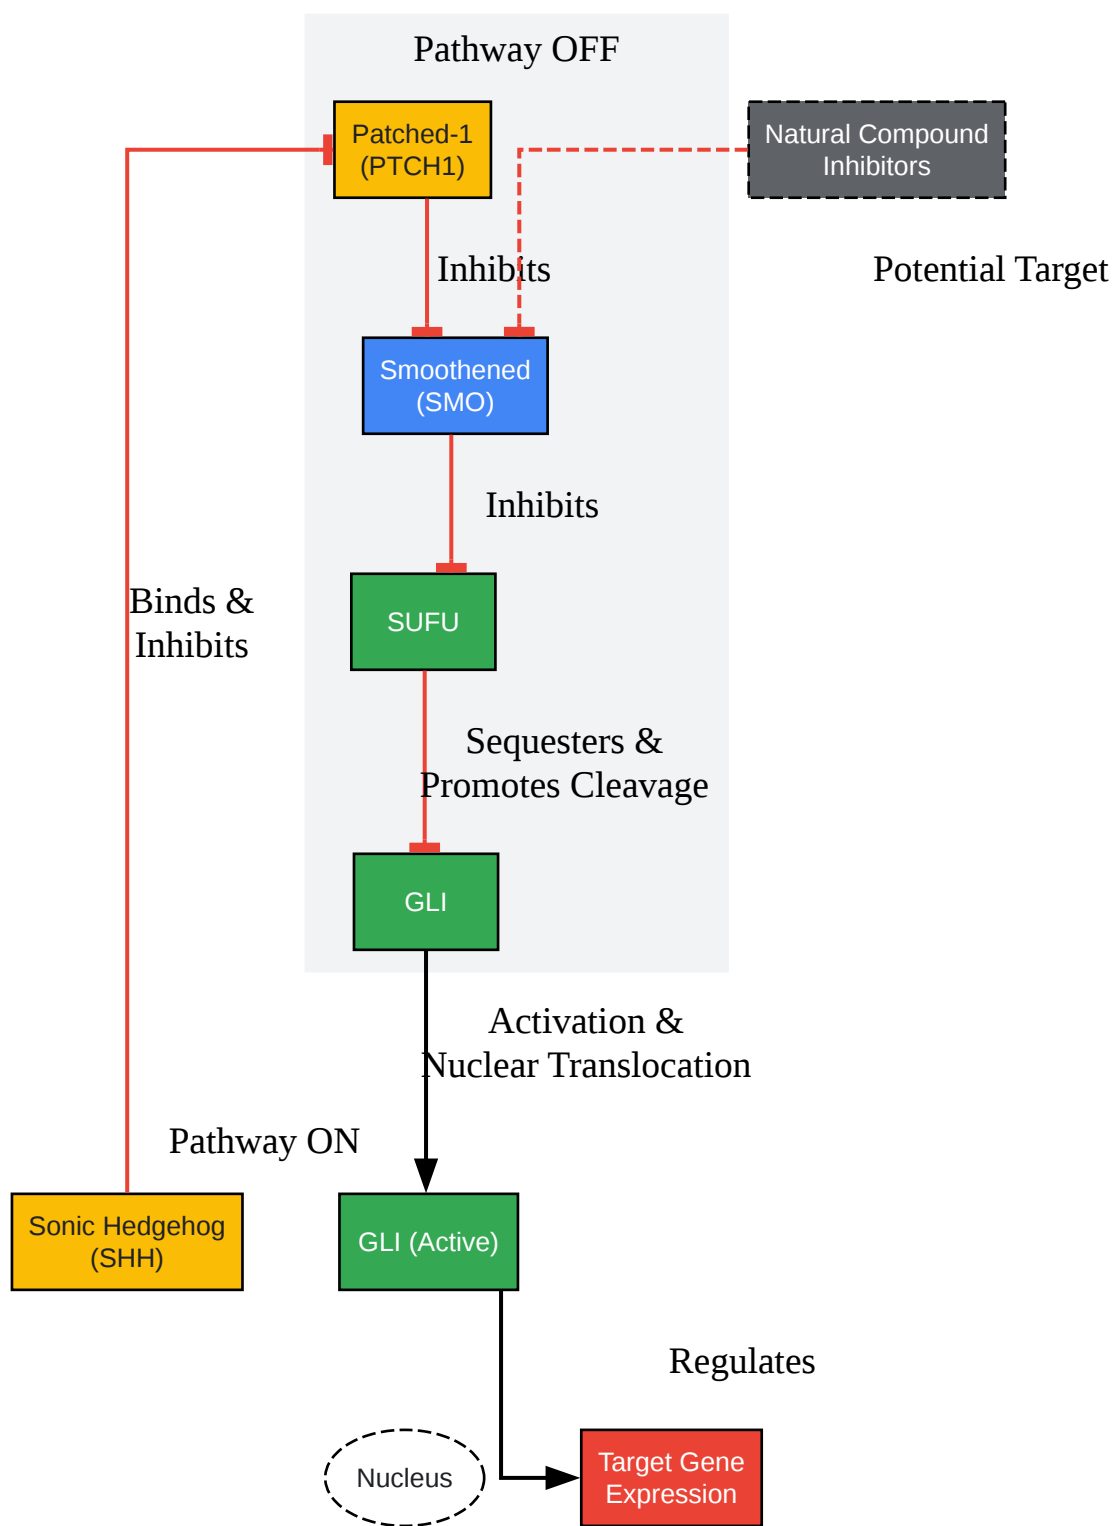 Pathway OFF
Patched-1
(PTCH1)
Natural Compound
Inhibitors
Inhibits
Potential Target
Smoothened
(SMO)
Inhibits
Binds &
Inhibits
SUFU
Sequesters &
Promotes Cleavage
GLI
Activation &
Nuclear Translocation
Pathway ON
Sonic Hedgehog
(SHH)
GLI (Active)
Regulates
Nucleus
Target Gene
Expression